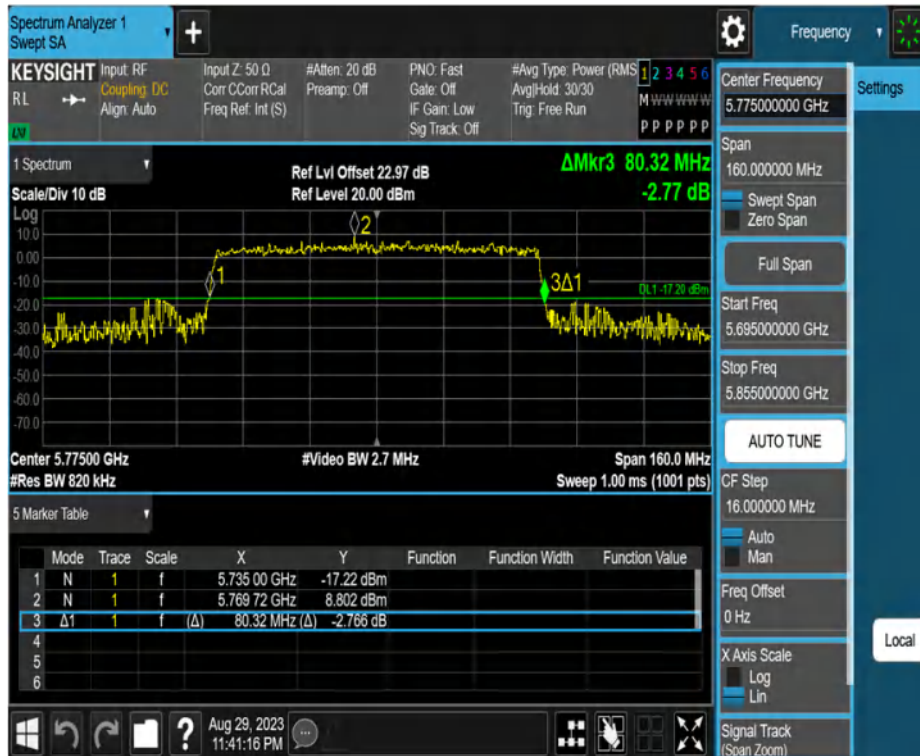 Spectrum Analyzer 1
Swept SA
+
Frequency
KEYSIGHT
RL
Input: RF
Coupling: DC
Align: Auto
Input Z: 50 Ω
Corr CCorr RCal
Freq Ref: Int (S)
#Atten: 20 dB
Preamp: Off
PNO: Fast
Gate: Off
IF Gain: Low
Sig Track: Off
#Avg Type: Power (RMS
Avg|Hold: 30/30
Trig: Free Run
1 2 3 4 5 6
M W W W W W
P P P P P P
1 Spectrum
Scale/Div 10 dB
Ref Lvl Offset 22.97 dB
Ref Level 20.00 dBm
ΔMkr3 80.32 MHz
-2.77 dB
Log
10.0
0.00
-10.0
-20.0
-30.0
-40.0
-50.0
-60.0
-70.0
2
1
3Δ1
DL1 -17.20 dBm
Center 5.77500 GHz
#Video BW 2.7 MHz
Span 160.0 MHz
#Res BW 820 kHz
Sweep 1.00 ms (1001 pts)
5 Marker Table
Mode Trace Scale X Y Function Function Width Function Value
1 N 1 f 5.735 00 GHz -17.22 dBm
2 N 1 f 5.769 72 GHz 8.802 dBm
3 Δ1 1 f (Δ) 80.32 MHz (Δ) -2.766 dB
4
5
6
Aug 29, 2023
11:41:16 PM
Center Frequency
5.775000000 GHz
Settings
Span
160.000000 MHz
Swept Span
Zero Span
Full Span
Start Freq
5.695000000 GHz
Stop Freq
5.855000000 GHz
AUTO TUNE
CF Step
16.000000 MHz
Auto
Man
Freq Offset
0 Hz
Local
X Axis Scale
Log
Lin
Signal Track
(Span Zoom)